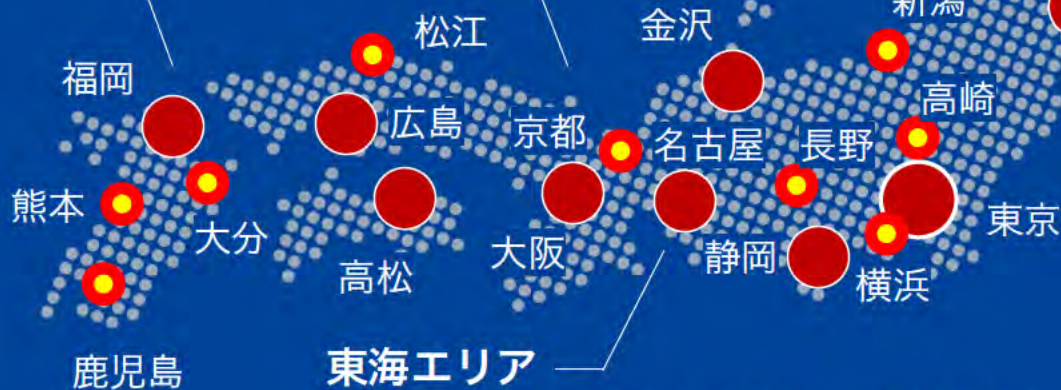 新潟
松江
金沢
福岡
広島
京都
名古屋
長野
高崎
熊本
大分
大阪
東京
高松
静岡
横浜
鹿児島
東海エリア